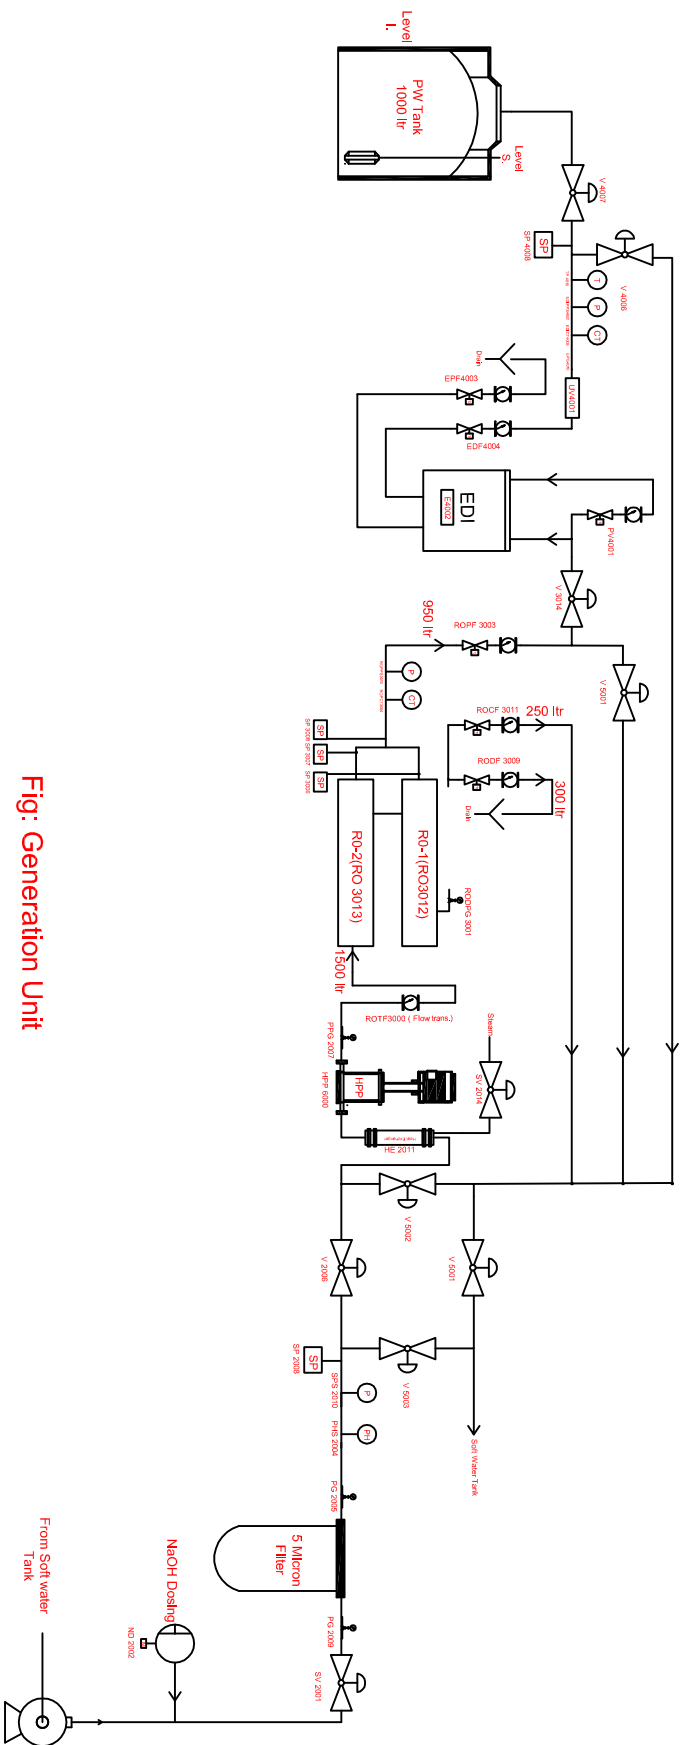 From Soft water
Tank
NaOH Dosing
ND 2002
SV 2001
PG 2009
5 Micron
Filter
PG 2005
PHS 2004
PH
SPS 2010
P
SP 2008
SP
V 5003
Soft Water Tank
V 2006
V 5001
V 5002
HE 2011
SV 2014
Steam
HPP 6000
HPP
PPG 2007
ROTF3000 ( Flow trans.)
1500 ltr
R0-1(RO3012)
R0-2(RO 3013)
RODPG 3001
SP
SP
SP
SP 3007
CT
P
950 ltr
ROPF 3003
ROCF 3011
250 ltr
RODF 3009
300 ltr
Drain
V 5001
V 3014
PV4001
EDI
E4002
EDF4004
EPF4003
Drain
UV4001
CT
P
T
V 4006
SP
SP 4008
V 4007
PW Tank
1000 ltr
Level
S.
Level
I.
Fig: Generation Unit